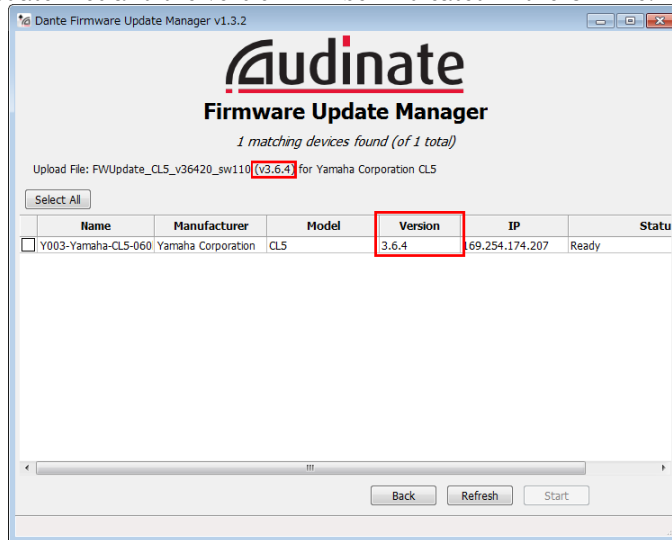 Dante Firmware Update Manager v1.3.2
Audinate
Firmware Update Manager
1 matching devices found (of 1 total)
Upload File: FWUpdate_CL5_v36420_sw110 (v3.6.4) for Yamaha Corporation CL5
Select All
Name Manufacturer Model Version IP Statu
Y003-Yamaha-CL5-060 Yamaha Corporation CL5 3.6.4 169.254.174.207 Ready
Back Refresh Start